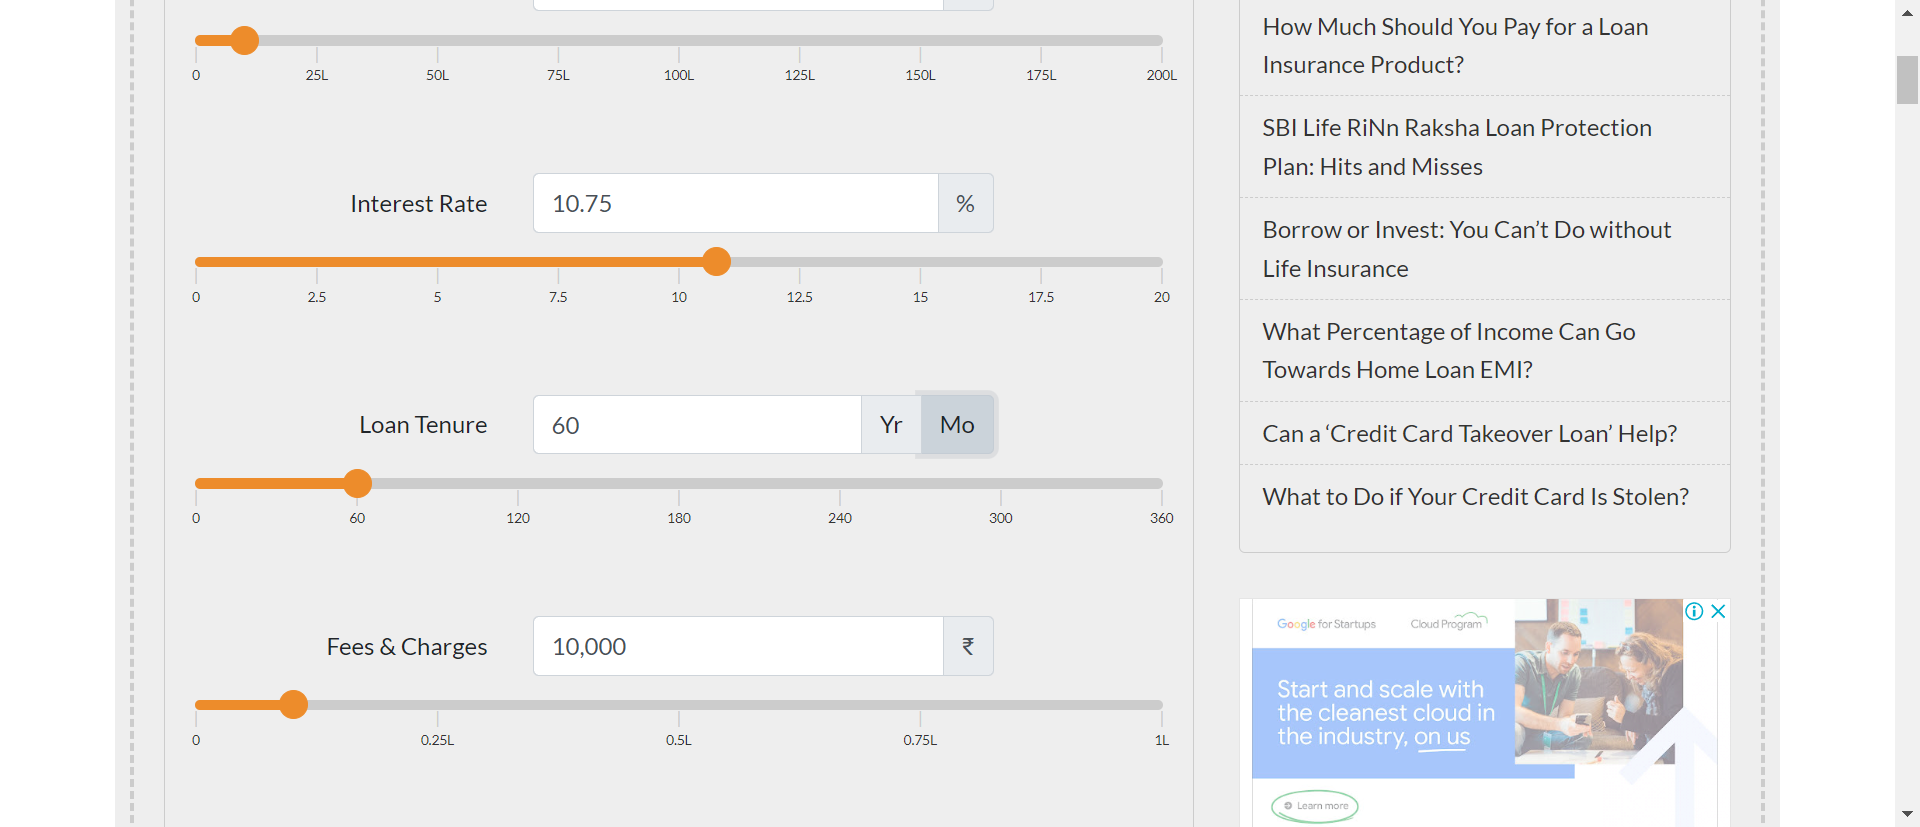 0 25L 50L 75L 100L 125L 150L 175L 200L
Interest Rate 10.75 %
0 2.5 5 7.5 10 12.5 15 17.5 20
Loan Tenure 60 Yr Mo
0 60 120 180 240 300 360
Fees & Charges 10,000 ₹
0 0.25L 0.5L 0.75L 1L
How Much Should You Pay for a Loan
Insurance Product?
SBI Life RiNn Raksha Loan Protection
Plan: Hits and Misses
Borrow or Invest: You Can’t Do without
Life Insurance
What Percentage of Income Can Go
Towards Home Loan EMI?
Can a ‘Credit Card Takeover Loan’ Help?
What to Do if Your Credit Card Is Stolen?
Google for Startups Cloud Program
Start and scale with
the cleanest cloud in
the industry, on us
Learn more